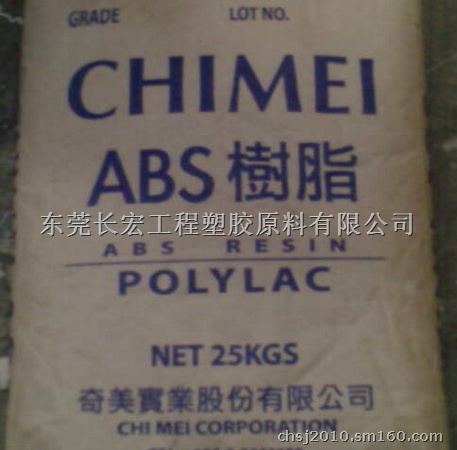 GRADE LOT NO.
CHIMEI
ABS 樹脂
东莞长宏工程塑胶原料有限公司
ABS RESIN
POLYLAC
NET 25KGS
奇美實業股份有限公司
CHI MEI CORPORATION
chsj2010.sm160.com